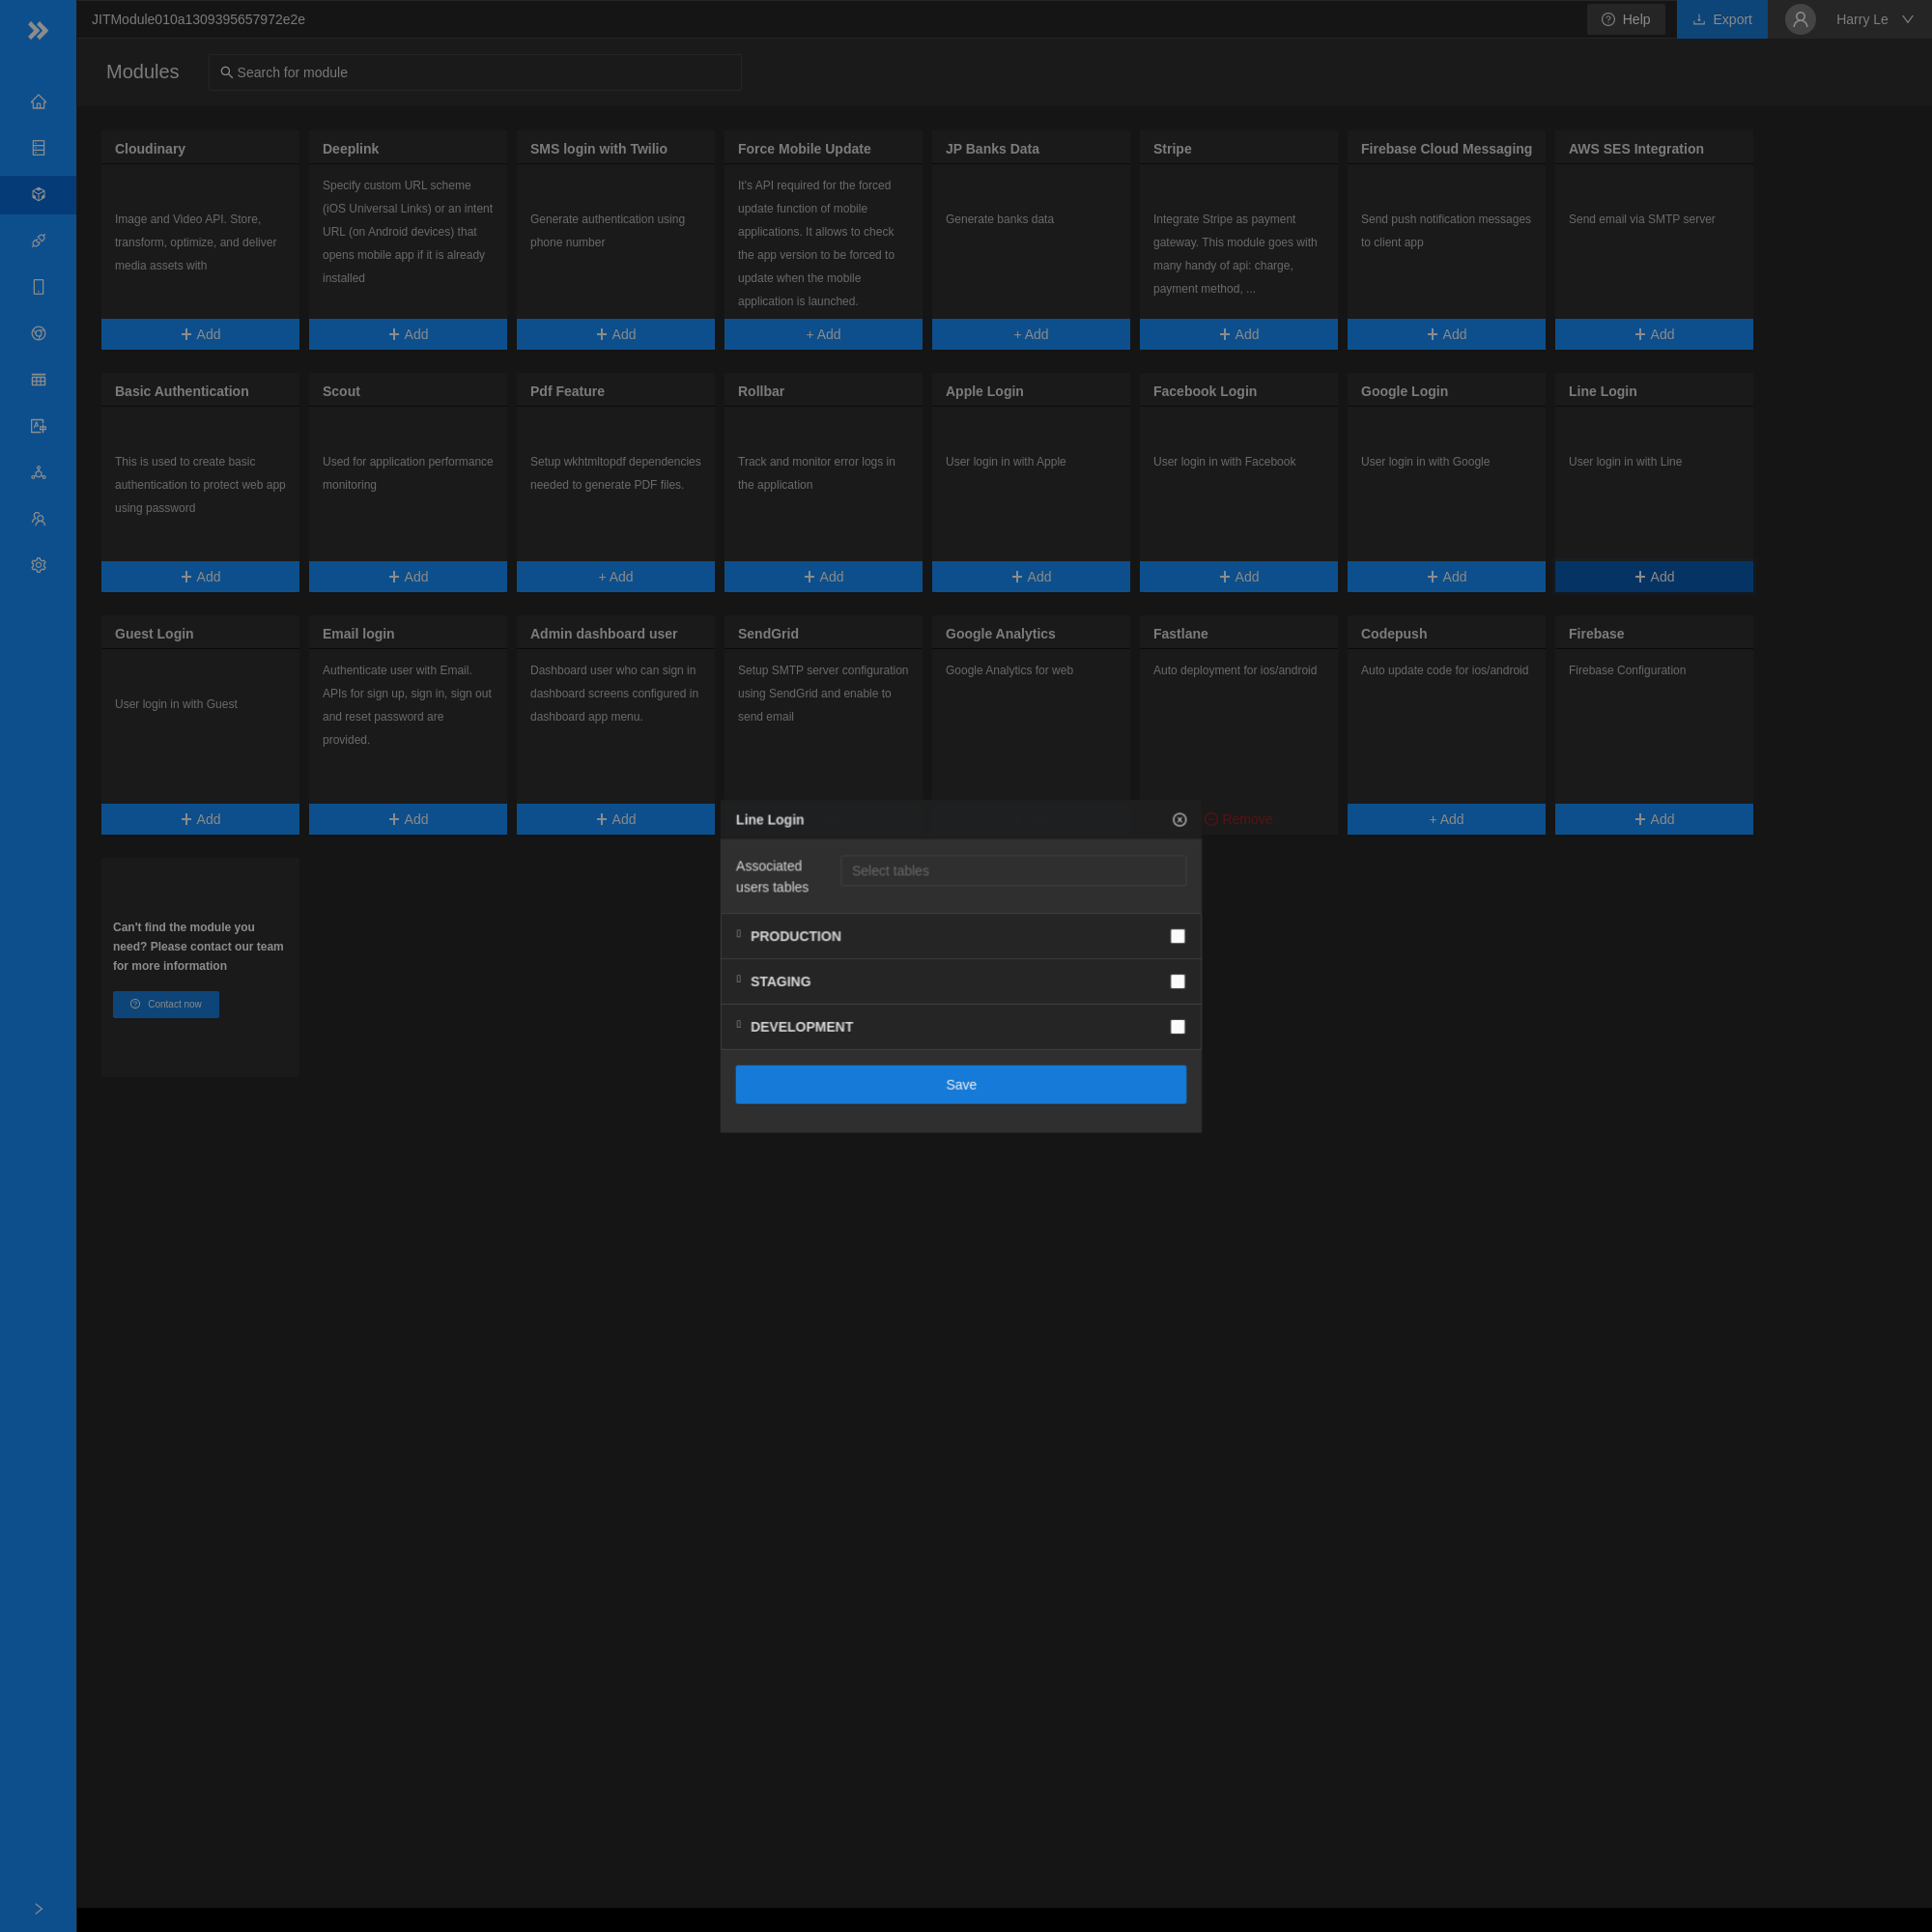 JITModule010a1309395657972e2e
Help
Export
Harry Le
Modules
Search for module
Cloudinary
Image and Video API. Store,
transform, optimize, and deliver
media assets with
Add
Deeplink
Specify custom URL scheme
(iOS Universal Links) or an intent
URL (on Android devices) that
opens mobile app if it is already
installed
Add
SMS login with Twilio
Generate authentication using
phone number
Add
Force Mobile Update
It's API required for the forced
update function of mobile
applications. It allows to check
the app version to be forced to
update when the mobile
application is launched.
+ Add
JP Banks Data
Generate banks data
+ Add
Stripe
Integrate Stripe as payment
gateway. This module goes with
many handy of api: charge,
payment method, ...
Add
Firebase Cloud Messaging
Send push notification messages
to client app
Add
AWS SES Integration
Send email via SMTP server
Add
Basic Authentication
This is used to create basic
authentication to protect web app
using password
Add
Scout
Used for application performance
monitoring
Add
Pdf Feature
Setup wkhtmltopdf dependencies
needed to generate PDF files.
+ Add
Rollbar
Track and monitor error logs in
the application
Add
Apple Login
User login in with Apple
Add
Facebook Login
User login in with Facebook
Add
Google Login
User login in with Google
Add
Line Login
User login in with Line
Add
Guest Login
User login in with Guest
Add
Email login
Authenticate user with Email.
APIs for sign up, sign in, sign out
and reset password are
provided.
Add
Admin dashboard user
Dashboard user who can sign in
dashboard screens configured in
dashboard app menu.
Add
SendGrid
Setup SMTP server configuration
using SendGrid and enable to
send email
Google Analytics
Google Analytics for web
Fastlane
Auto deployment for ios/android
Remove
Codepush
Auto update code for ios/android
+ Add
Firebase
Firebase Configuration
Add
Can't find the module you
need? Please contact our team
for more information
Contact now
Line Login
Associated
users tables
Select tables
PRODUCTION
STAGING
DEVELOPMENT
Save